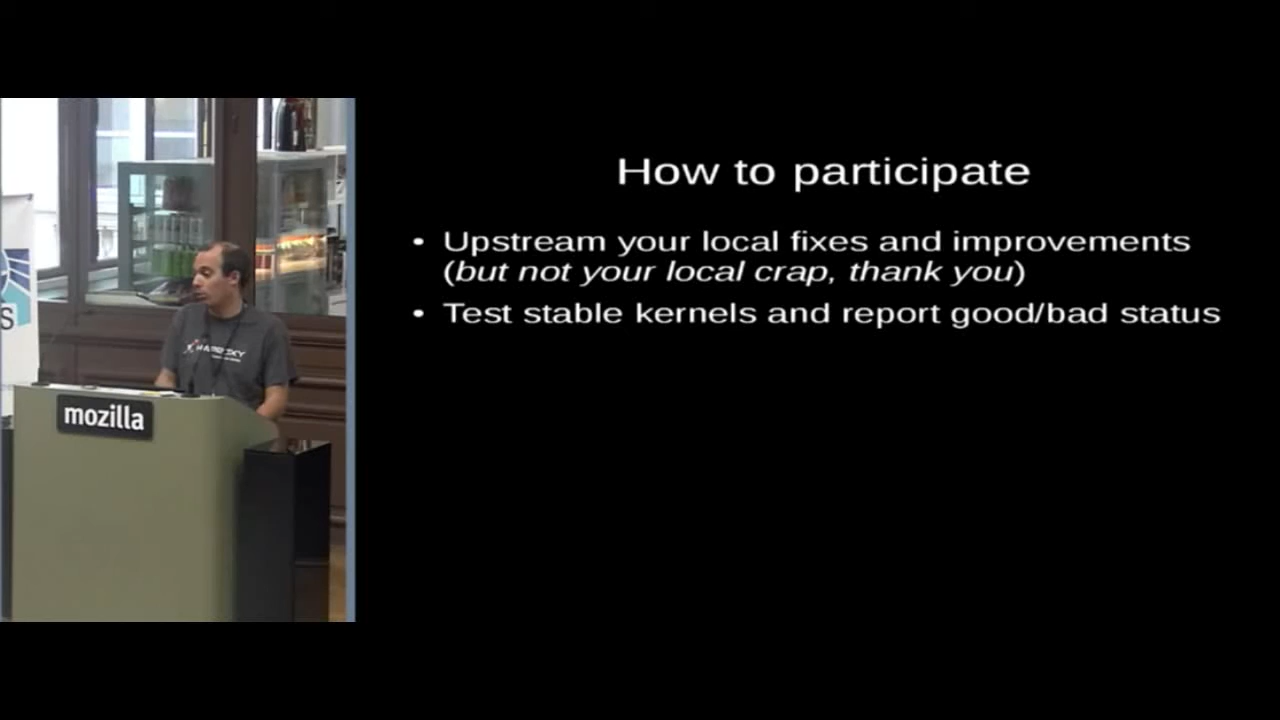 How to participate
• Upstream your local fixes and improvements
(but not your local crap, thank you)
• Test stable kernels and report good/bad status
S
mozilla